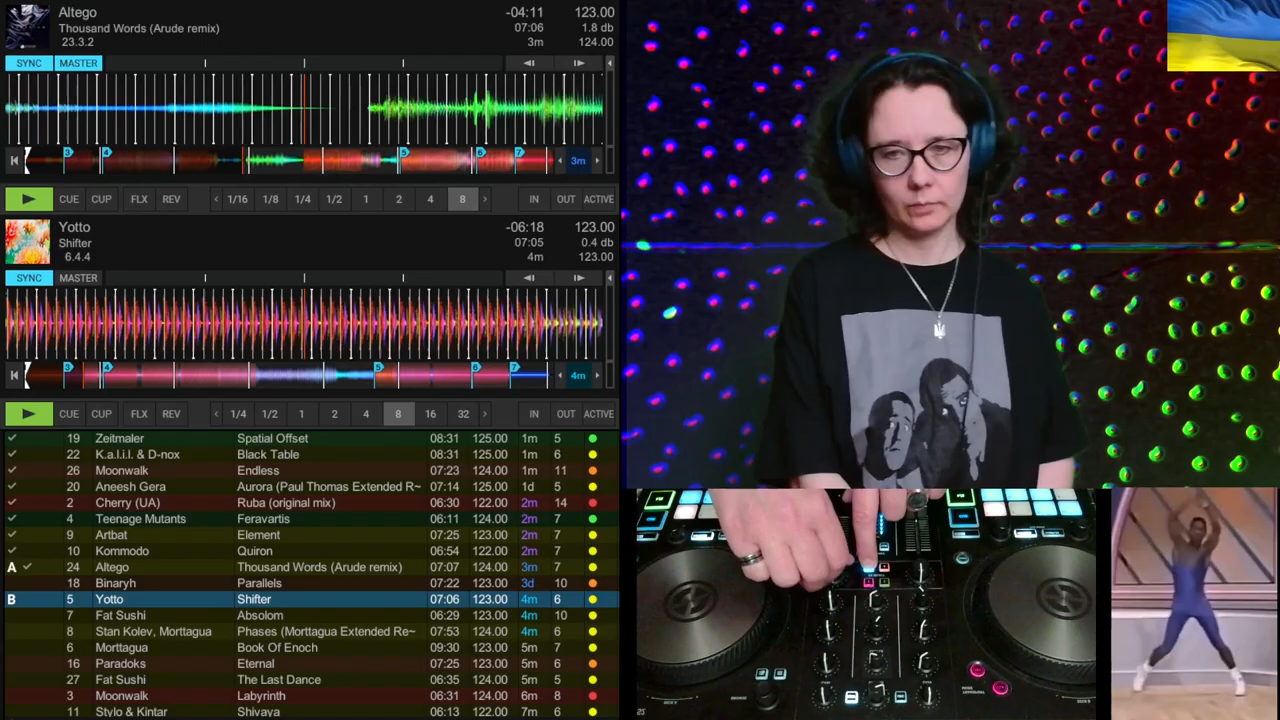 Altego -04:11 123.00
Thousand Words (Arude remix) 07:06 1.8 db
23.3.2 3m 124.00
SYNC MASTER
3 4 5 6 7 3m
CUE CUP FLX REV 1/16 1/8 1/4 1/2 1 2 4 8 IN OUT ACTIVE
Yotto -06:18 123.00
Shifter 07:05 0.4 db
6.4.4 4m 123.00
SYNC MASTER
3 4 5 6 7 4m
CUE CUP FLX REV 1/4 1/2 1 2 4 8 16 32 IN OUT ACTIVE
19 Zeitmaler Spatial Offset 08:31 125.00 1m 5
22 K.a.l.i.l. & D-nox Black Table 08:31 125.00 1m 6
26 Moonwalk Endless 07:23 124.00 1m 11
20 Aneesh Gera Aurora (Paul Thomas Extended R~ 07:14 125.00 1d 5
2 Cherry (UA) Ruba (original mix) 06:30 122.00 2m 14
4 Teenage Mutants Feravartis 06:11 124.00 2m 7
9 Artbat Element 07:25 124.00 2m 7
10 Kommodo Quiron 06:54 122.00 2m 7
A 24 Altego Thousand Words (Arude remix) 07:07 124.00 3m 7
18 Binaryh Parallels 07:22 122.00 3d 10
B 5 Yotto Shifter 07:06 123.00 4m 6
7 Fat Sushi Absolom 06:29 123.00 4m 10
8 Stan Kolev, Morttagua Phases (Morttagua Extended Re~ 07:53 124.00 4m 6
6 Morttagua Book Of Enoch 09:30 123.00 5m 7
16 Paradoks Eternal 07:25 123.00 5m 6
27 Fat Sushi The Last Dance 06:35 124.00 5m 5
3 Moonwalk Labyrinth 06:31 123.00 6m 8
11 Stylo & Kintar Shivaya 06:13 122.00 7m 6